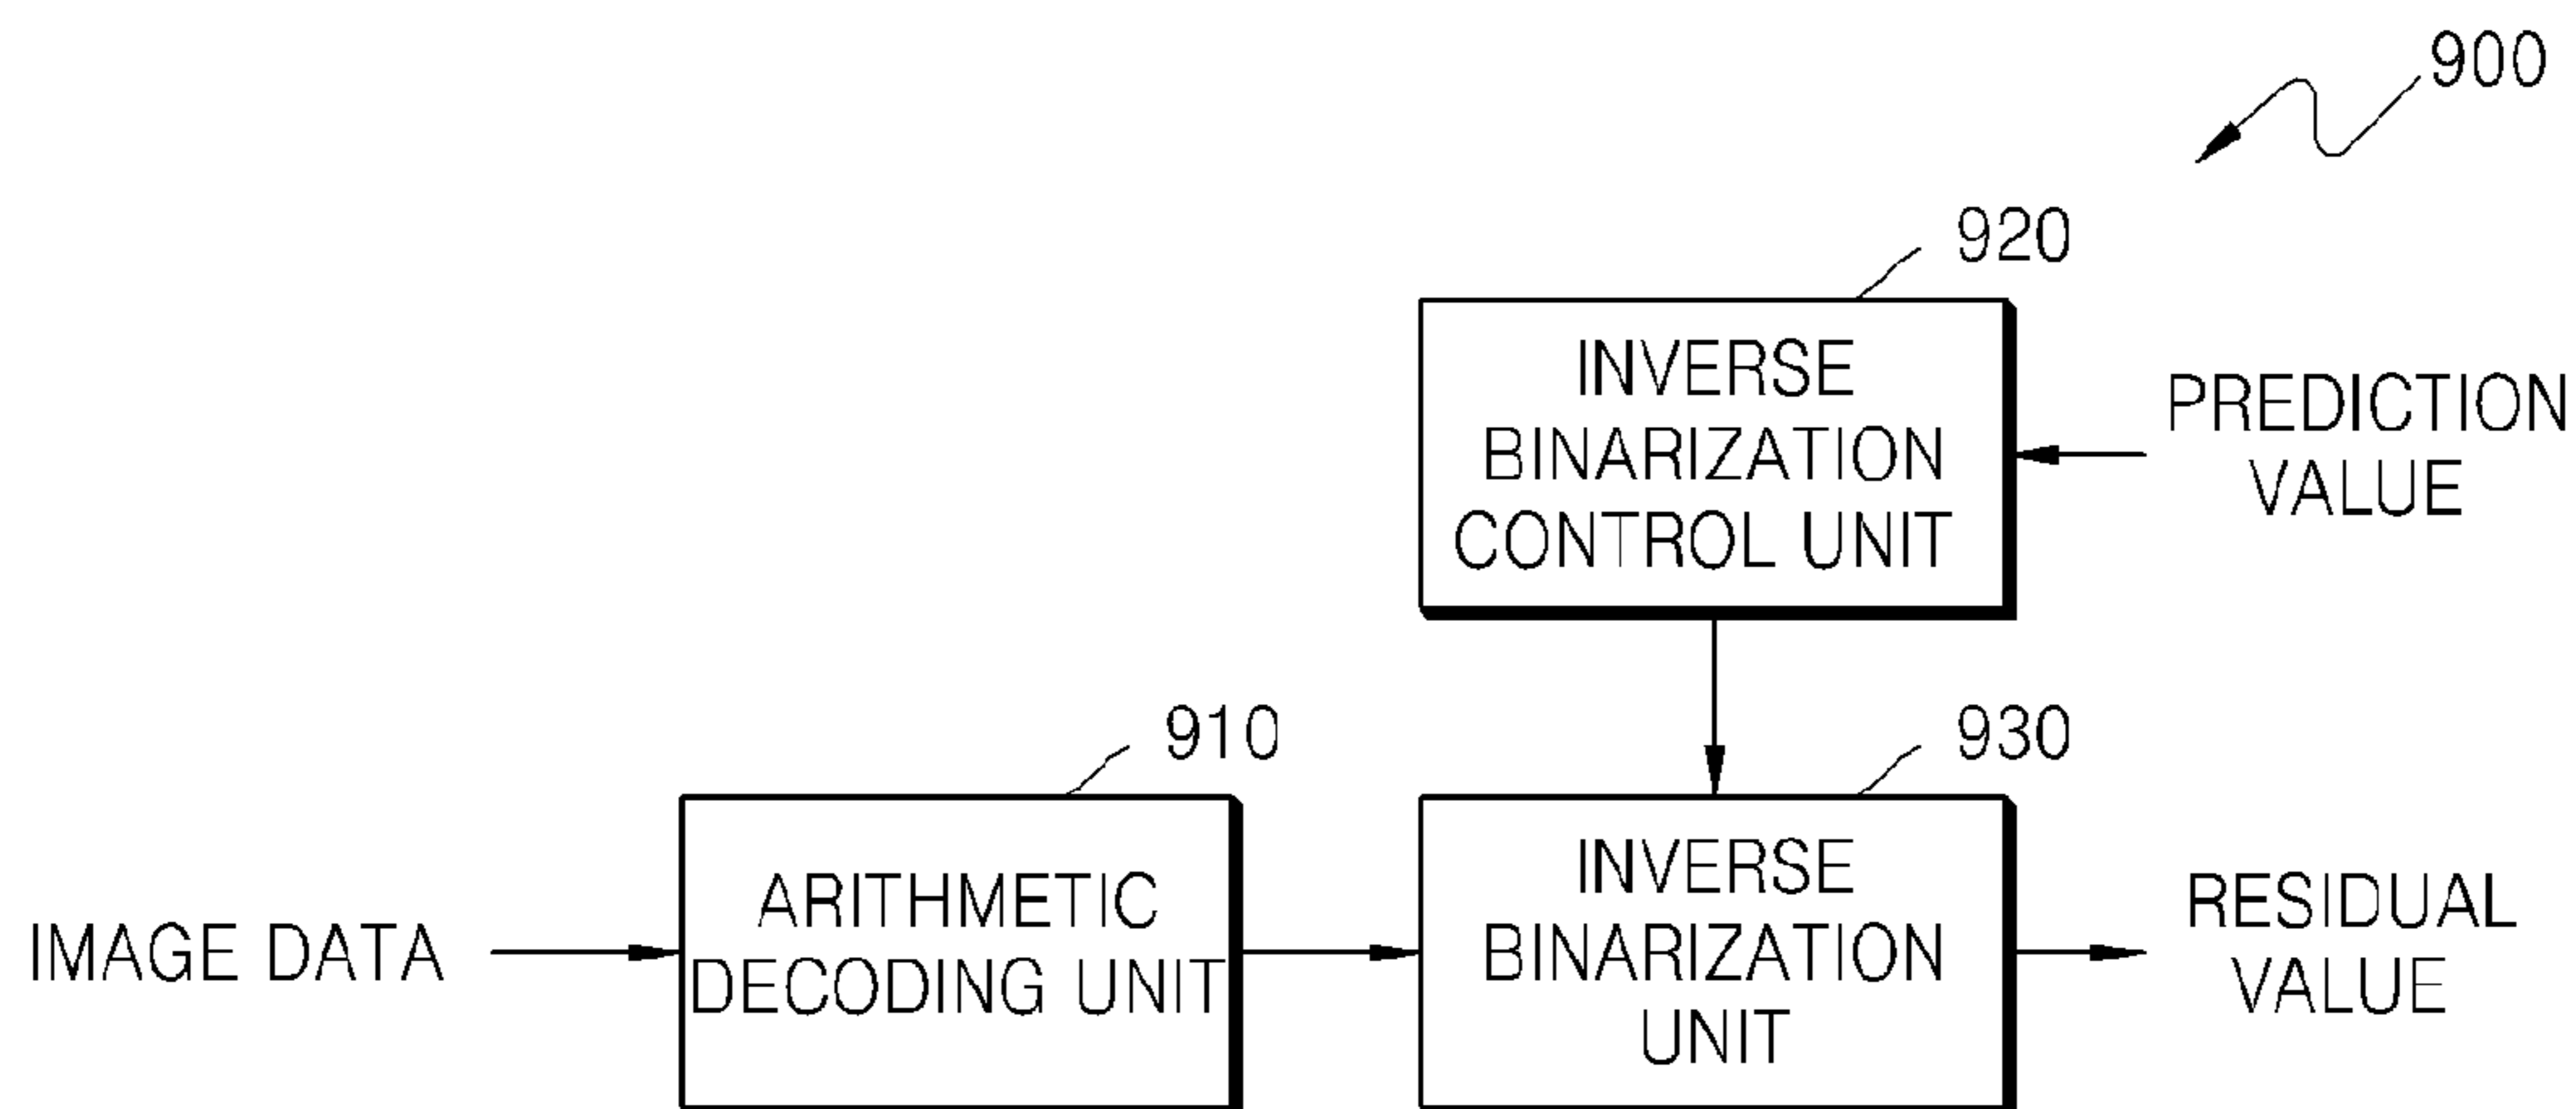 900
920
INVERSE
BINARIZATION
CONTROL UNIT
PREDICTION
VALUE
910
930
IMAGE DATA
ARITHMETIC
DECODING UNIT
INVERSE
BINARIZATION
UNIT
RESIDUAL
VALUE